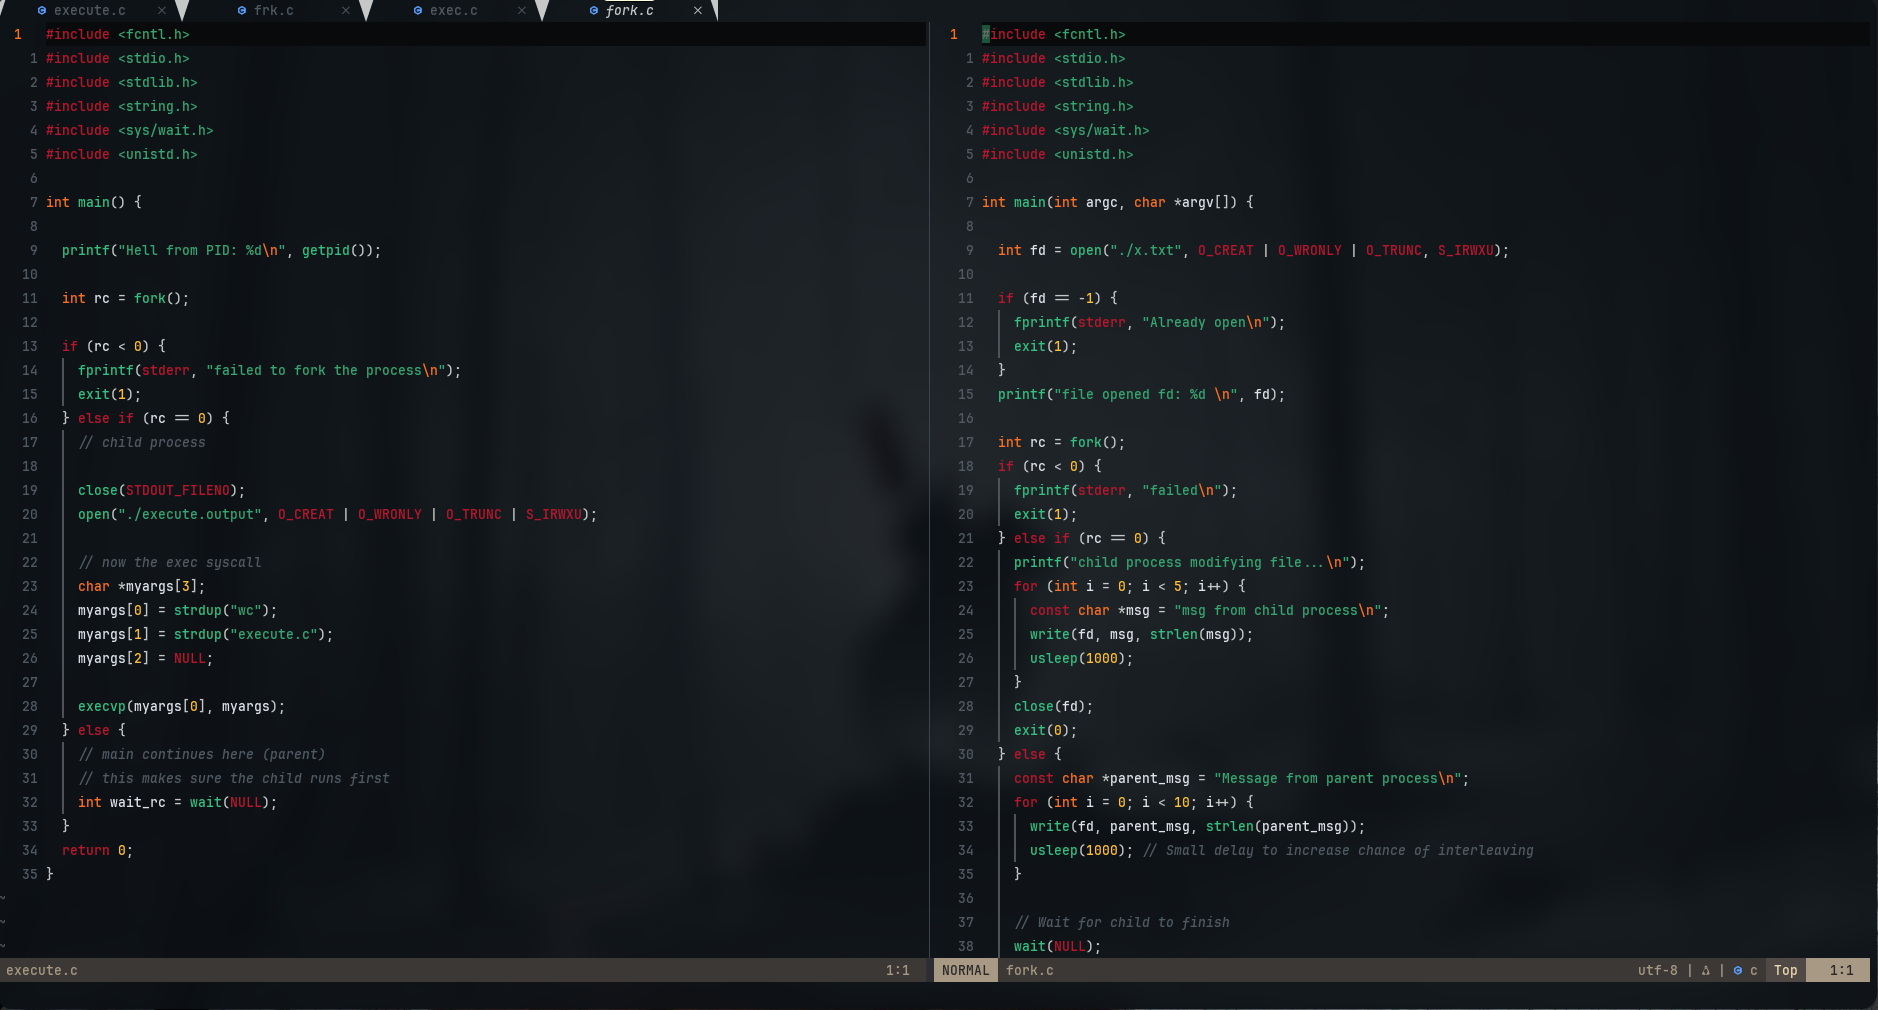 execute.c × frk.c × exec.c × fork.c ×
1 #include <fcntl.h>
1 #include <stdio.h>
2 #include <stdlib.h>
3 #include <string.h>
4 #include <sys/wait.h>
5 #include <unistd.h>
6
7 int main() {
8
9 printf("Hell from PID: %d\n", getpid());
10
11 int rc = fork();
12
13 if (rc < 0) {
14 fprintf(stderr, "failed to fork the process\n");
15 exit(1);
16 } else if (rc == 0) {
17 // child process
18
19 close(STDOUT_FILENO);
20 open("./execute.output", O_CREAT | O_WRONLY | O_TRUNC | S_IRWXU);
21
22 // now the exec syscall
23 char *myargs[3];
24 myargs[0] = strdup("wc");
25 myargs[1] = strdup("execute.c");
26 myargs[2] = NULL;
27
28 execvp(myargs[0], myargs);
29 } else {
30 // main continues here (parent)
31 // this makes sure the child runs first
32 int wait_rc = wait(NULL);
33 }
34 return 0;
35 }
~
~
~
execute.c 1:1
1 #include <fcntl.h>
1 #include <stdio.h>
2 #include <stdlib.h>
3 #include <string.h>
4 #include <sys/wait.h>
5 #include <unistd.h>
6
7 int main(int argc, char *argv[]) {
8
9 int fd = open("./x.txt", O_CREAT | O_WRONLY | O_TRUNC, S_IRWXU);
10
11 if (fd == -1) {
12 fprintf(stderr, "Already open\n");
13 exit(1);
14 }
15 printf("file opened fd: %d \n", fd);
16
17 int rc = fork();
18 if (rc < 0) {
19 fprintf(stderr, "failed\n");
20 exit(1);
21 } else if (rc == 0) {
22 printf("child process modifying file...\n");
23 for (int i = 0; i < 5; i++) {
24 const char *msg = "msg from child process\n";
25 write(fd, msg, strlen(msg));
26 usleep(1000);
27 }
28 close(fd);
29 exit(0);
30 } else {
31 const char *parent_msg = "Message from parent process\n";
32 for (int i = 0; i < 10; i++) {
33 write(fd, parent_msg, strlen(parent_msg));
34 usleep(1000); // Small delay to increase chance of interleaving
35 }
36
37 // Wait for child to finish
38 wait(NULL);
NORMAL fork.c utf-8 | | c Top 1:1